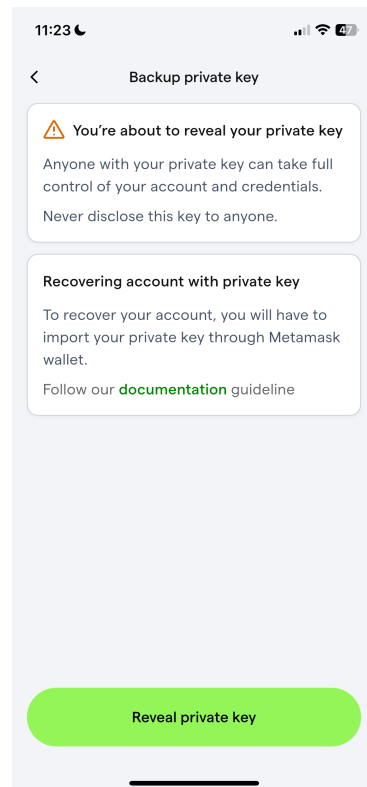 11:23
47
Backup private key
You’re about to reveal your private key
Anyone with your private key can take full
control of your account and credentials.
Never disclose this key to anyone.
Recovering account with private key
To recover your account, you will have to
import your private key through Metamask
wallet.
Follow our documentation guideline
Reveal private key